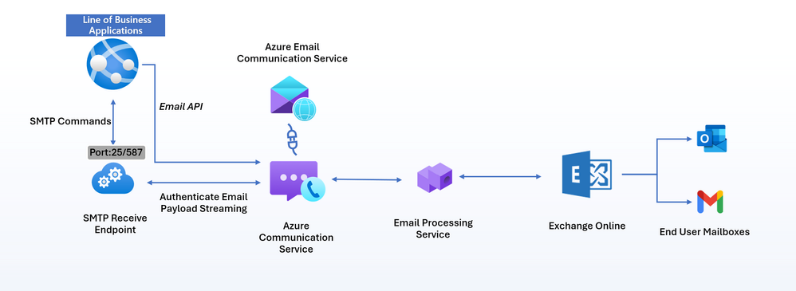 Line of Business
Applications
Azure Email
Communication Service
Email API
SMTP Commands
Port:25/587
Authenticate Email
Payload Streaming
SMTP Receive
Endpoint
Azure
Communication
Service
Email Processing
Service
E
Exchange Online
O
End User Mailboxes